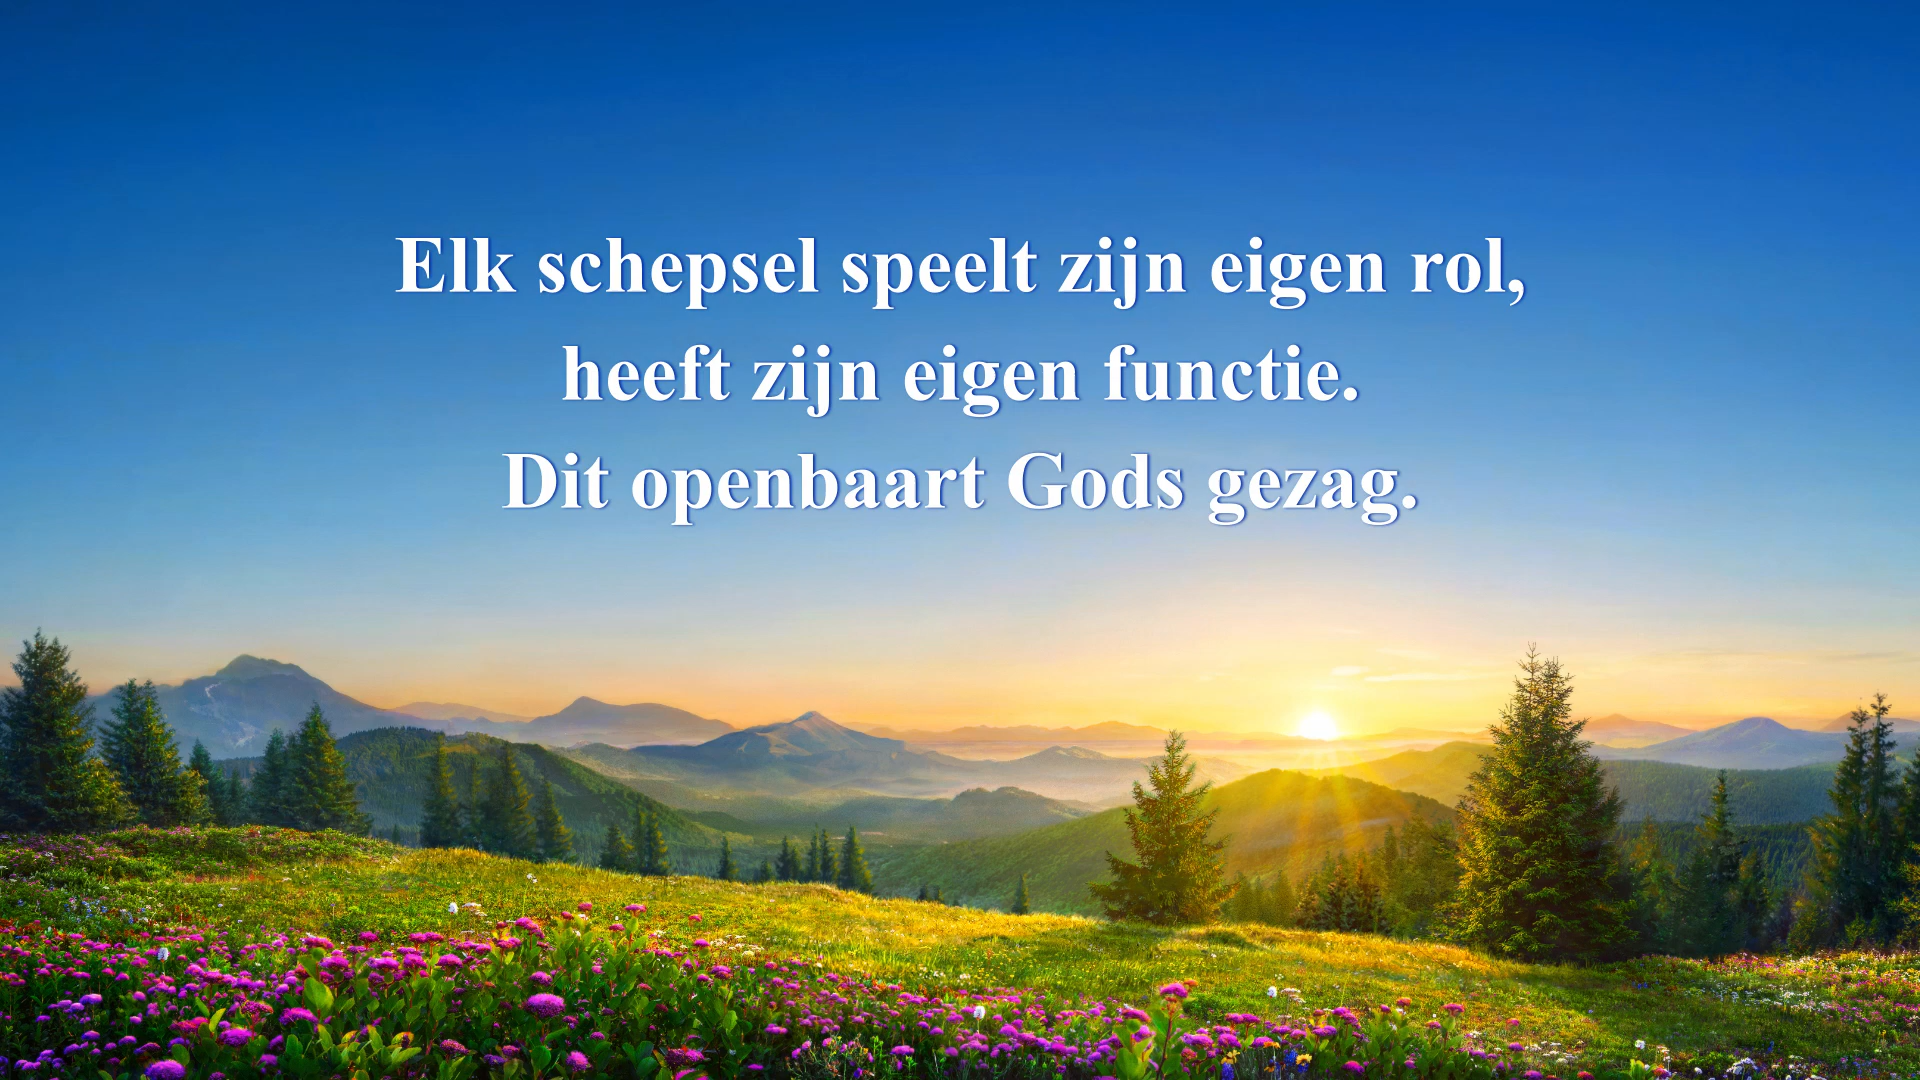 Elk schepsel speelt zijn eigen rol,
heeft zijn eigen functie.
Dit openbaart Gods gezag.